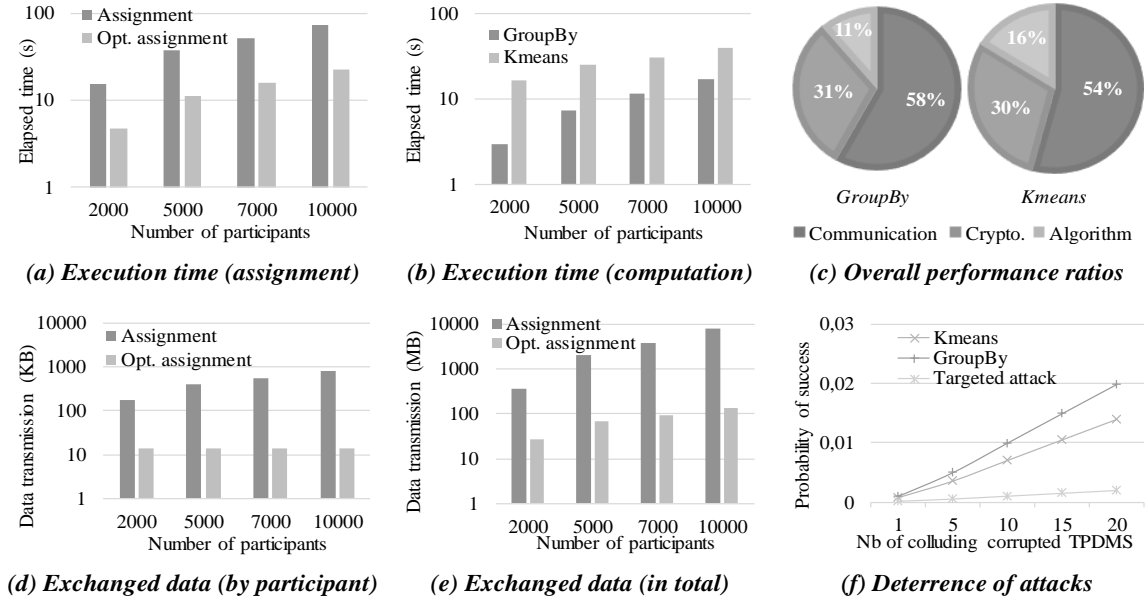 100
10
1
Elapsed time (s)
Assignment
Opt. assignment
2000 5000 7000 10000
Number of participants
(a) Execution time (assignment)
100
10
1
Elapsed time (s)
GroupBy
Kmeans
2000 5000 7000 10000
Number of participants
(b) Execution time (computation)
11%
31%
58%
GroupBy
16%
30%
54%
Kmeans
Communication Crypto. Algorithm
(c) Overall performance ratios
10000
1000
100
10
1
Data transmission (KB)
Assignment
Opt. assignment
2000 5000 7000 10000
Number of participants
(d) Exchanged data (by participant)
10000
1000
100
10
1
Data transmission (MB)
Assignment
Opt. assignment
2000 5000 7000 10000
Number of participants
(e) Exchanged data (in total)
0,03
0,02
0,01
0
Probability of success
Kmeans
GroupBy
Targeted attack
1 5 10 15 20
Nb of colluding corrupted TPDMS
(f) Deterrence of attacks